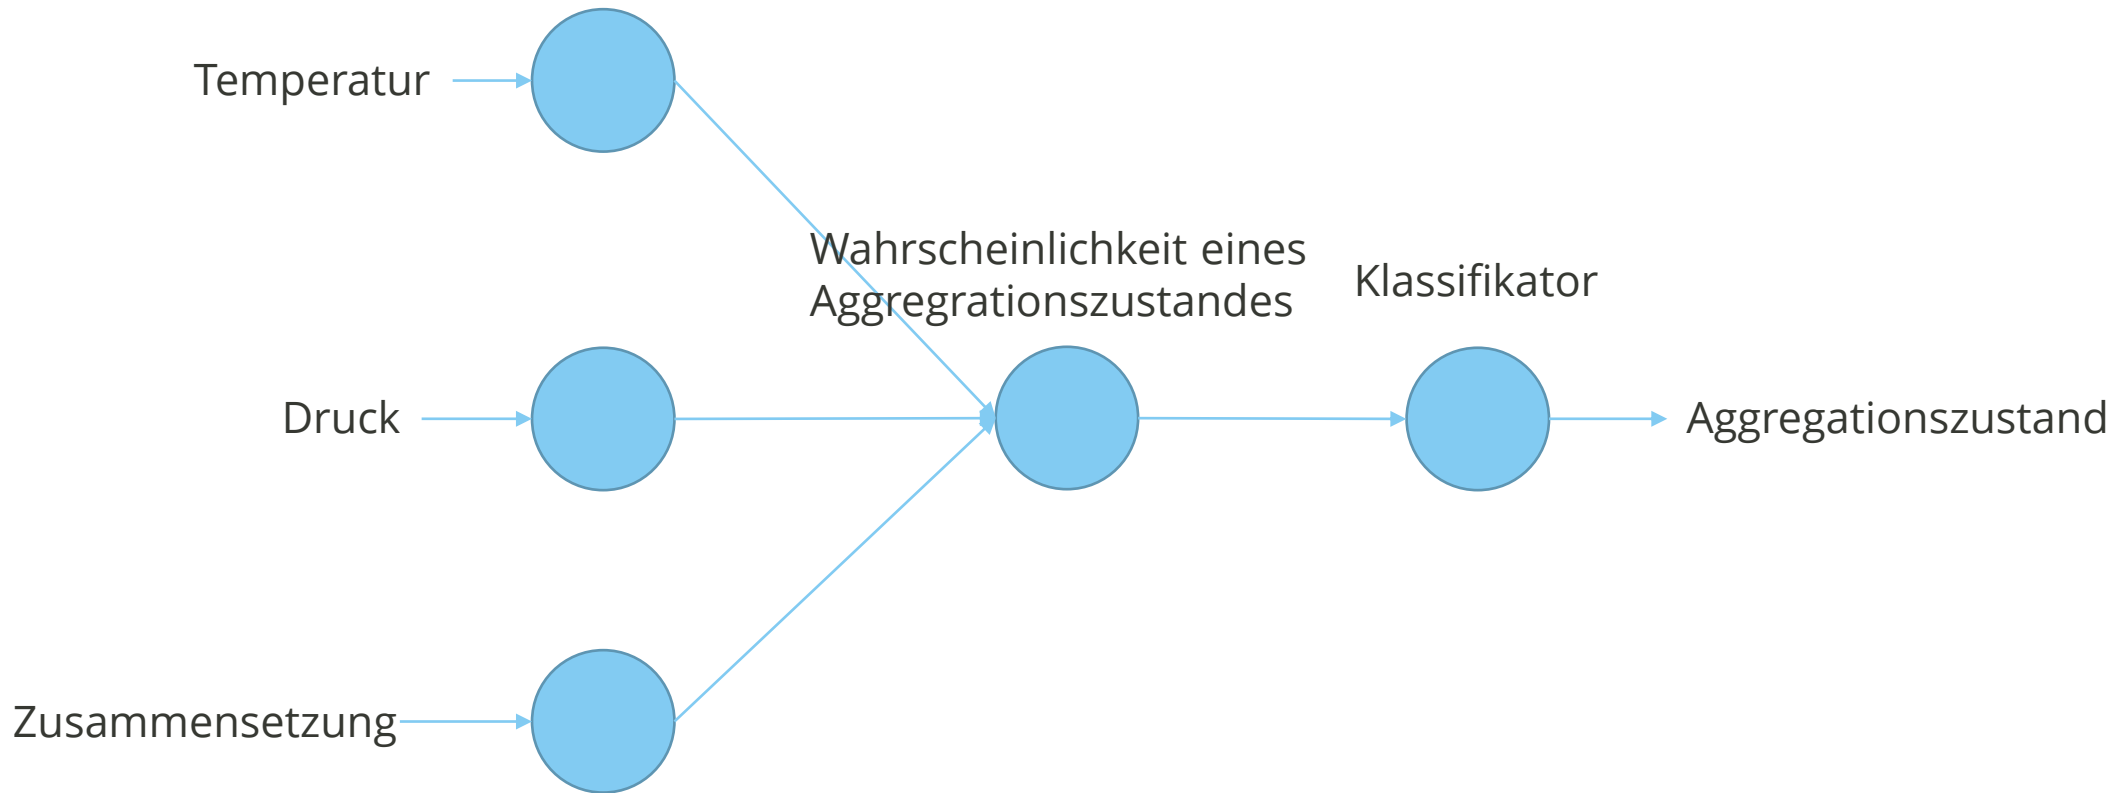 Temperatur
Wahrscheinlichkeit eines
Aggregrationszustandes
Klassifikator
Druck
Aggregationszustand
Zusammensetzung